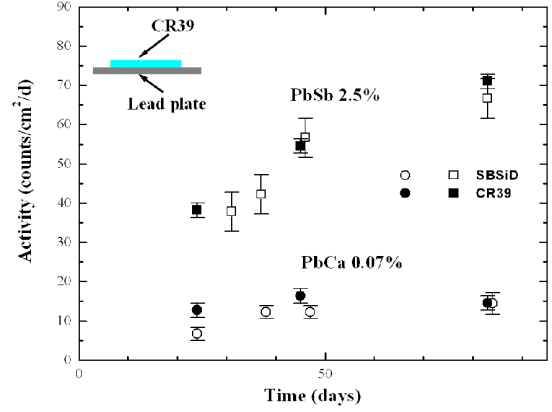 90
80
70
60
50
40
30
20
10
0
Activity (counts/cm²/d)
CR39
Lead plate
PbSb 2.5%
SBSiD
CR39
PbCa 0.07%
0
50
Time (days)